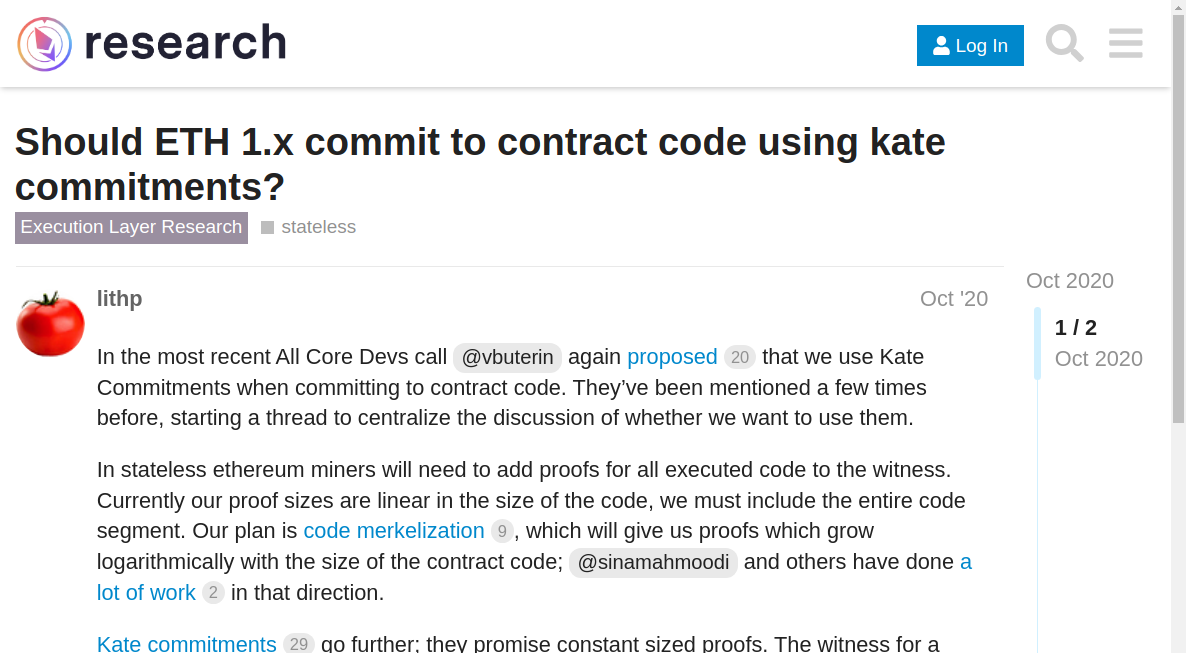 research
Log In
Should ETH 1.x commit to contract code using kate
commitments?
Execution Layer Research
stateless
Oct 2020
lithp
Oct '20
1 / 2
Oct 2020
In the most recent All Core Devs call @vbuterin again proposed 20 that we use Kate
Commitments when committing to contract code. They’ve been mentioned a few times
before, starting a thread to centralize the discussion of whether we want to use them.
In stateless ethereum miners will need to add proofs for all executed code to the witness.
Currently our proof sizes are linear in the size of the code, we must include the entire code
segment. Our plan is code merkelization 9, which will give us proofs which grow
logarithmically with the size of the contract code; @sinamahmoodi and others have done a
lot of work 2 in that direction.
Kate commitments 29 go further; they promise constant sized proofs. The witness for a